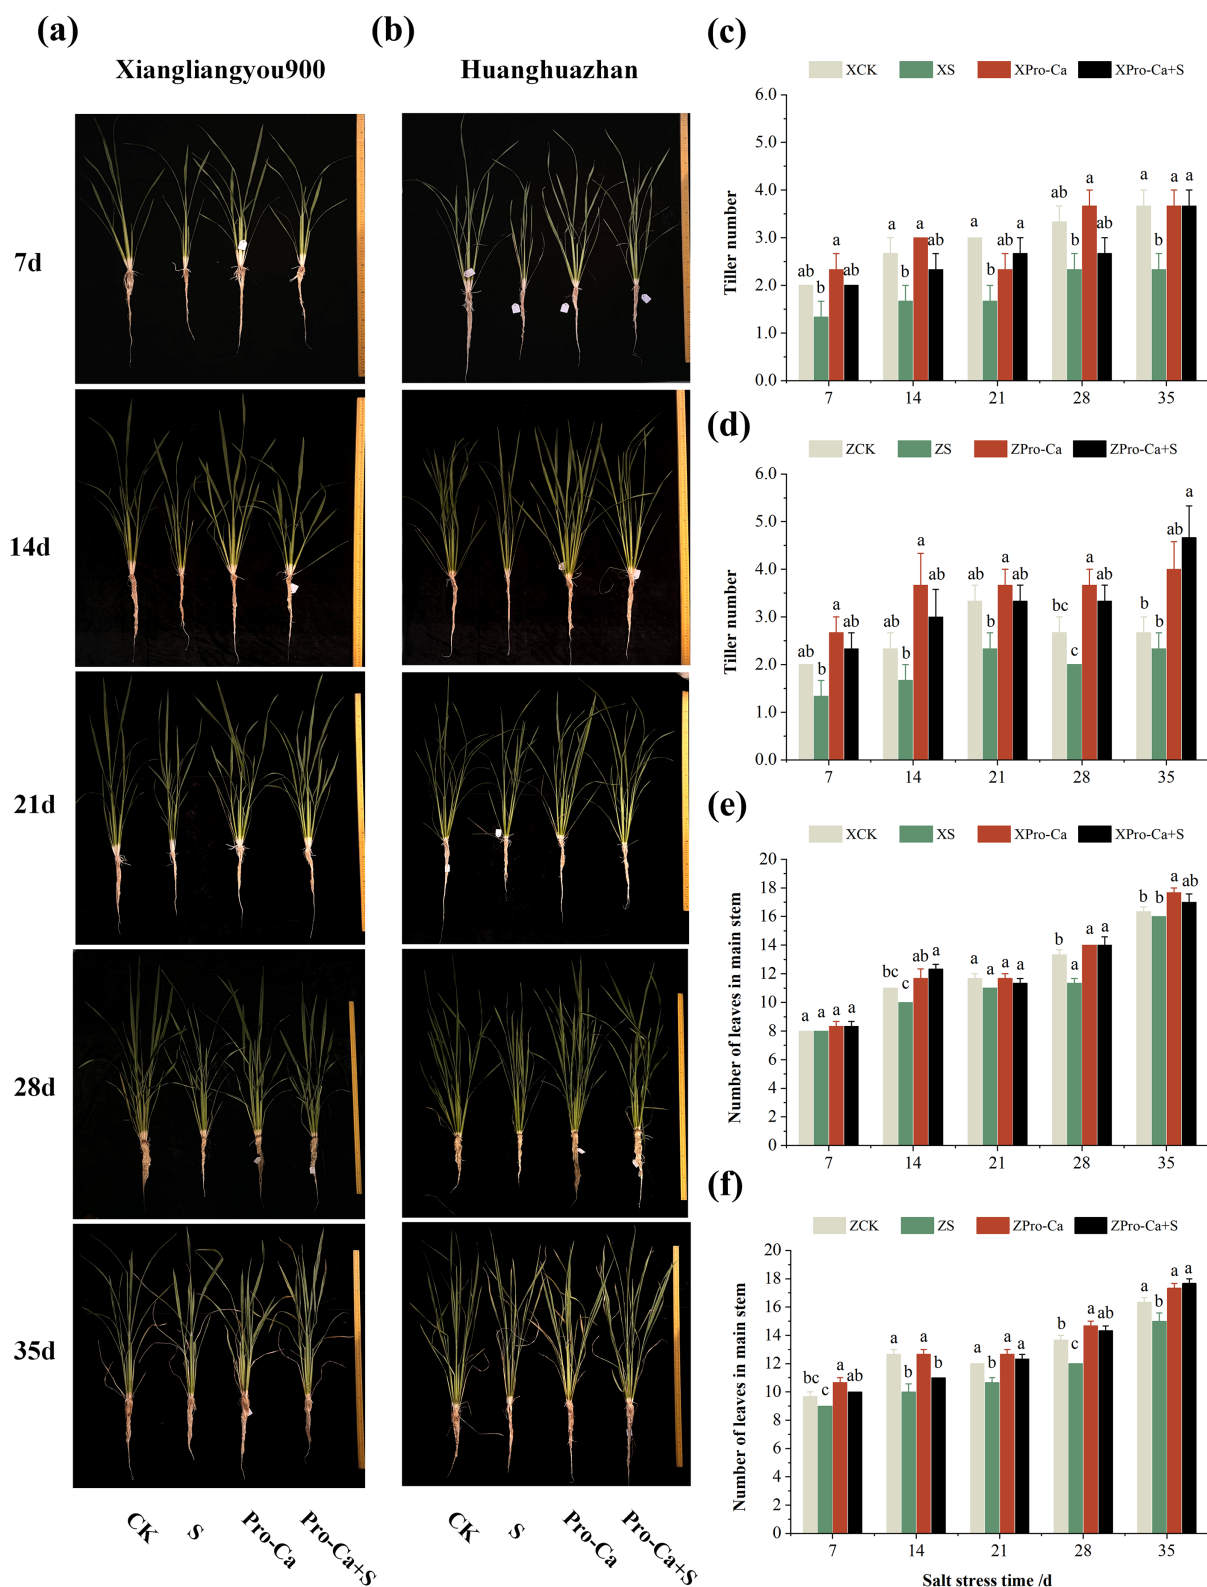 (a)
(b)
Xiangliangyou900
Huanghuazhan
7d
14d
21d
28d
35d
CK
S
Pro-Ca
Pro-Ca+S
CK
S
Pro-Ca
Pro-Ca+S
(c)
XCK XS XPro-Ca XPro-Ca+S
Tiller number
6.0
5.0
4.0
3.0
2.0
1.0
0.0
ab b a ab
a b a ab
a b ab a
ab b a b
a b a a
7 14 21 28 35
(d)
ZCK ZS ZPro-Ca ZPro-Ca+S
Tiller number
6.0
5.0
4.0
3.0
2.0
1.0
0.0
ab b a ab
b b a ab
ab b a ab
bc c a ab
b b ab a
7 14 21 28 35
(e)
XCK XS XPro-Ca XPro-Ca+S
Number of leaves in main stem
20
18
16
14
12
10
8
6
4
2
0
a a a a
bc c ab a
a a a a
b a a a
b b a ab
7 14 21 28 35
(f)
ZCK ZS ZPro-Ca ZPro-Ca+S
Number of leaves in main stem
20
18
16
14
12
10
8
6
4
2
0
bc c a ab
a b a b
a b a a
b c a ab
a b a a
7 14 21 28 35
Salt stress time /d